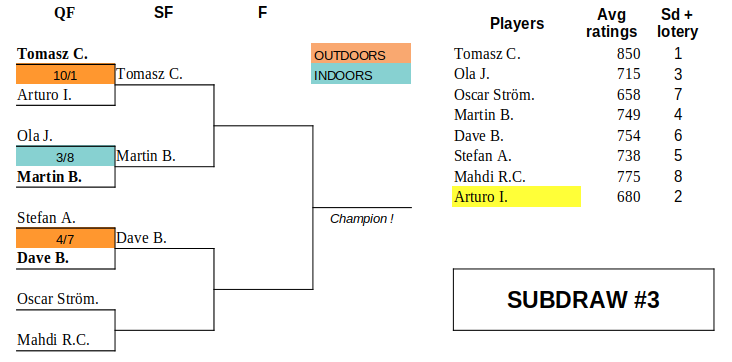 QF SF F
Tomasz C.
10/1 Tomasz C.
Arturo I.
Ola J.
3/8 Martin B.
Martin B.
Stefan A.
4/7 Dave B.
Dave B.
Oscar Ström.
Mahdi R.C.
OUTDOORS
INDOORS
Champion !
Players Avg ratings Sd + lotery
Tomasz C. 850 1
Ola J. 715 3
Oscar Ström. 658 7
Martin B. 749 4
Dave B. 754 6
Stefan A. 738 5
Mahdi R.C. 775 8
Arturo I. 680 2
SUBDRAW #3